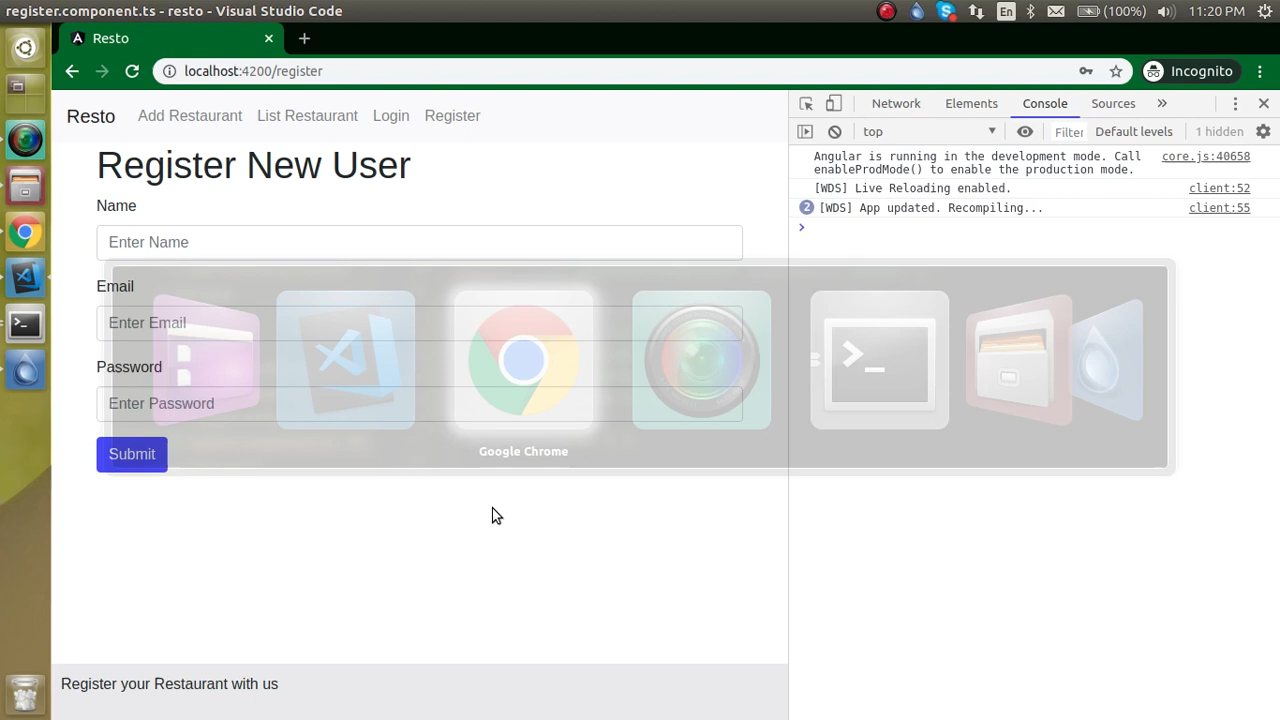 register.component.ts - resto - Visual Studio Code
En
(100%)
11:20 PM
Resto
localhost:4200/register
Incognito
Resto
Add Restaurant
List Restaurant
Login
Register
Network
Elements
Console
Sources
top
Filter
Default levels
1 hidden
Register New User
Angular is running in the development mode. Call core.js:40658
enableProdMode() to enable the production mode.
[WDS] Live Reloading enabled. client:52
2 [WDS] App updated. Recompiling... client:55
Name
Enter Name
Email
Enter Email
Password
Enter Password
Submit
Google Chrome
Register your Restaurant with us